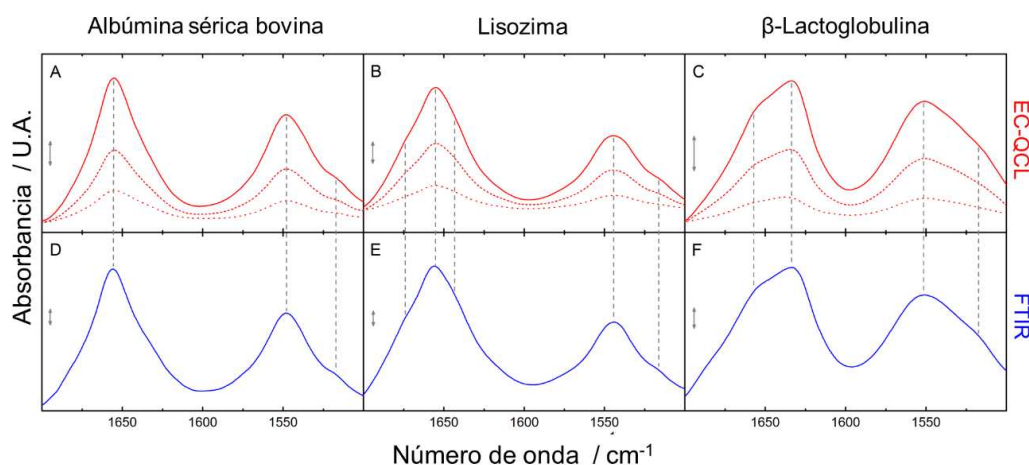 Albúmina sérica bovina
Lisozima
β-Lactoglobulina
A
B
C
EC-QCL
Absorbancia / U.A.
D
E
F
FTIR
1650
1600
1550
1650
1600
1550
1650
1600
1550
Número de onda / cm⁻¹